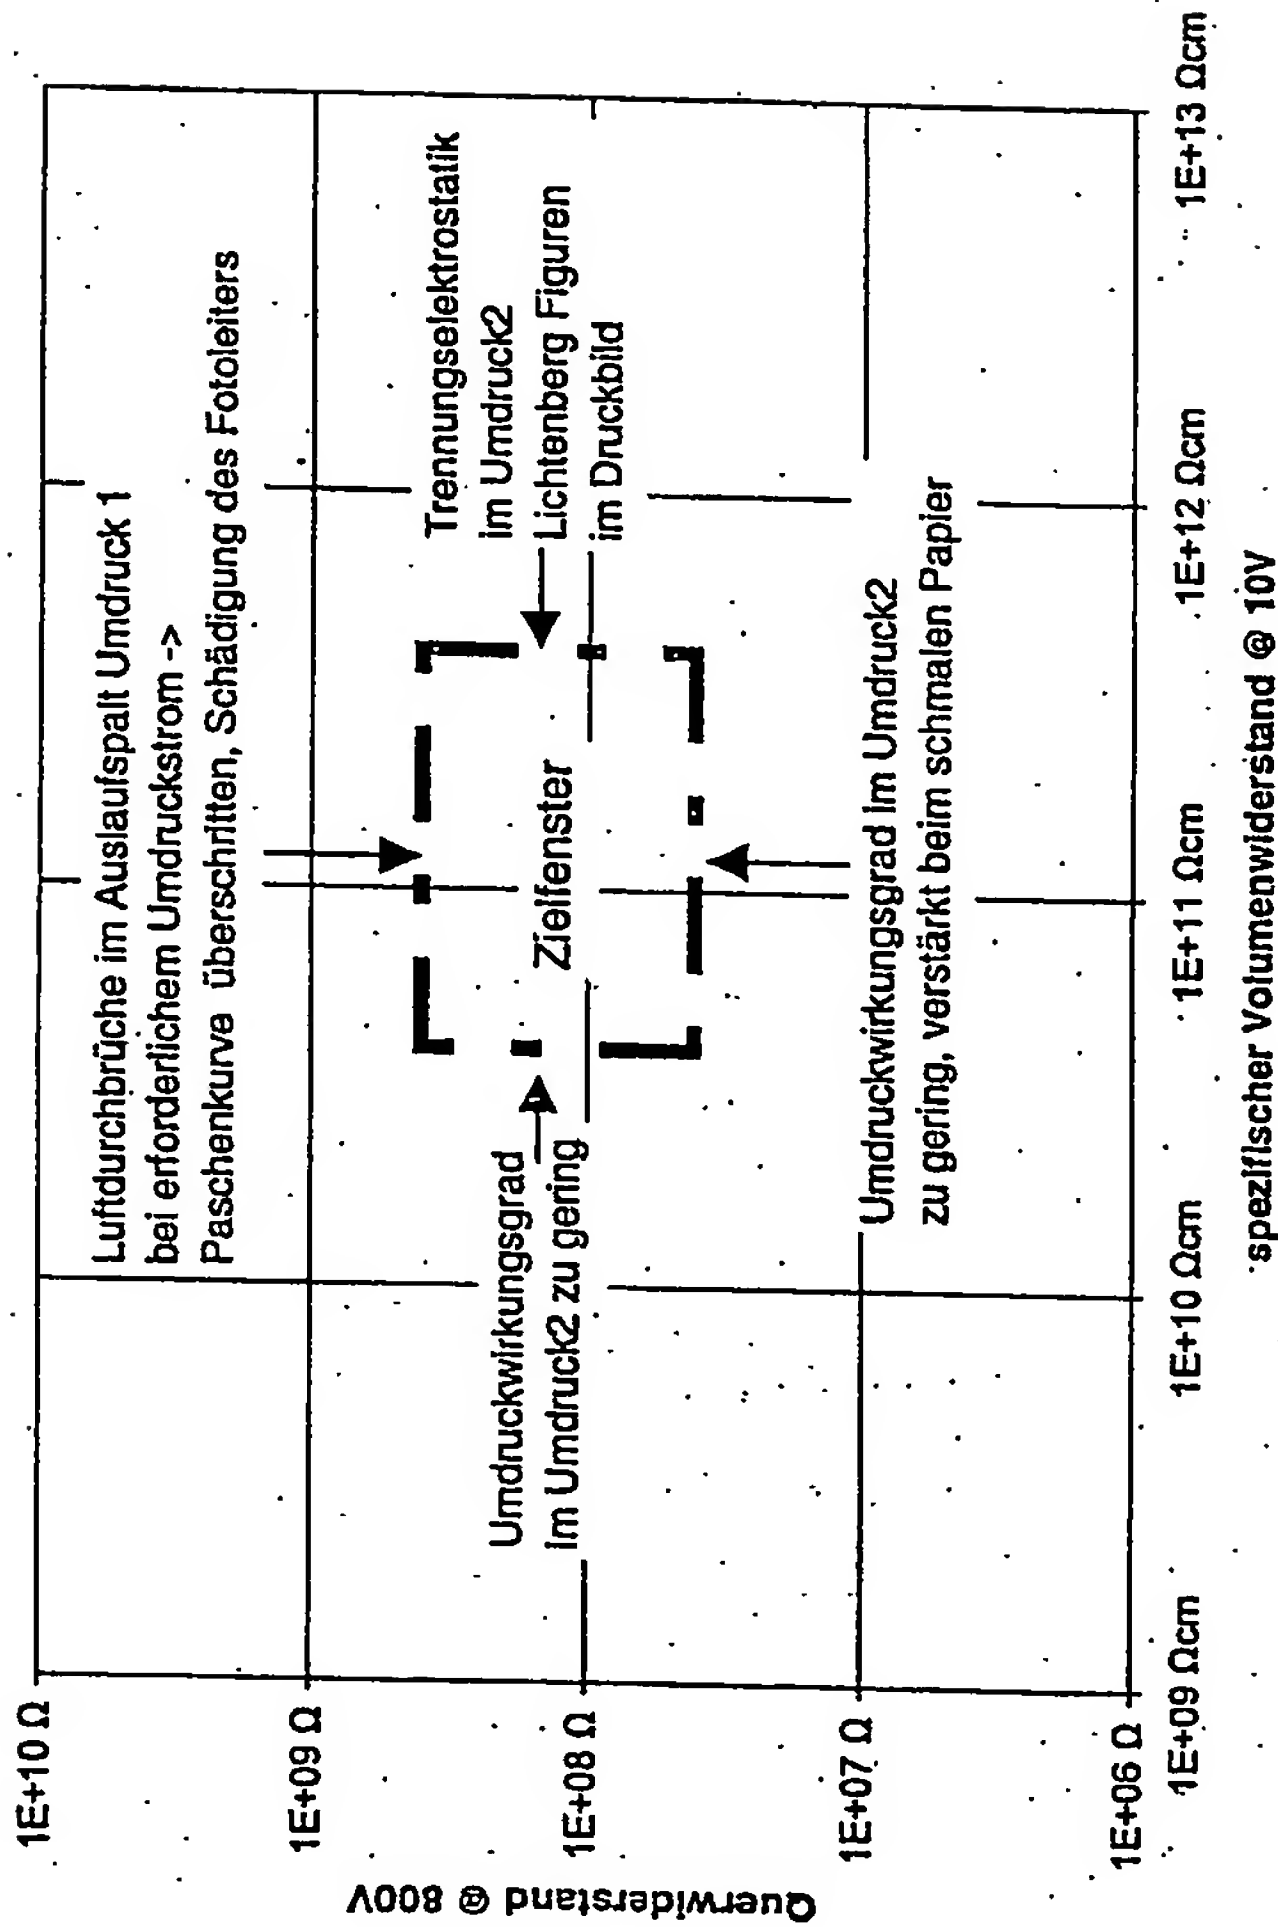 1E+10 Ω
Luftdurchbrüche im Auslaufspalt Umdruck 1
bei erforderlichem Umdruckstrom ->
Paschenkurve überschritten, Schädigung des Fotoleiters
1E+09 Ω
Trennungselektrostatik
im Umdruck2
Lichtenberg Figuren
im Druckbild
Umdruckwirkungsgrad
im Umdruck2 zu gering
Zielfenster
1E+08 Ω
Umdruckwirkungsgrad im Umdruck2
zu gering, verstärkt beim schmalen Papier
1E+07 Ω
1E+06 Ω
Querwiderstand @ 800V
1E+09 Ωcm
1E+10 Ωcm
1E+11 Ωcm
1E+12 Ωcm
1E+13 Ωcm
spezifischer Volumenwiderstand @ 10V